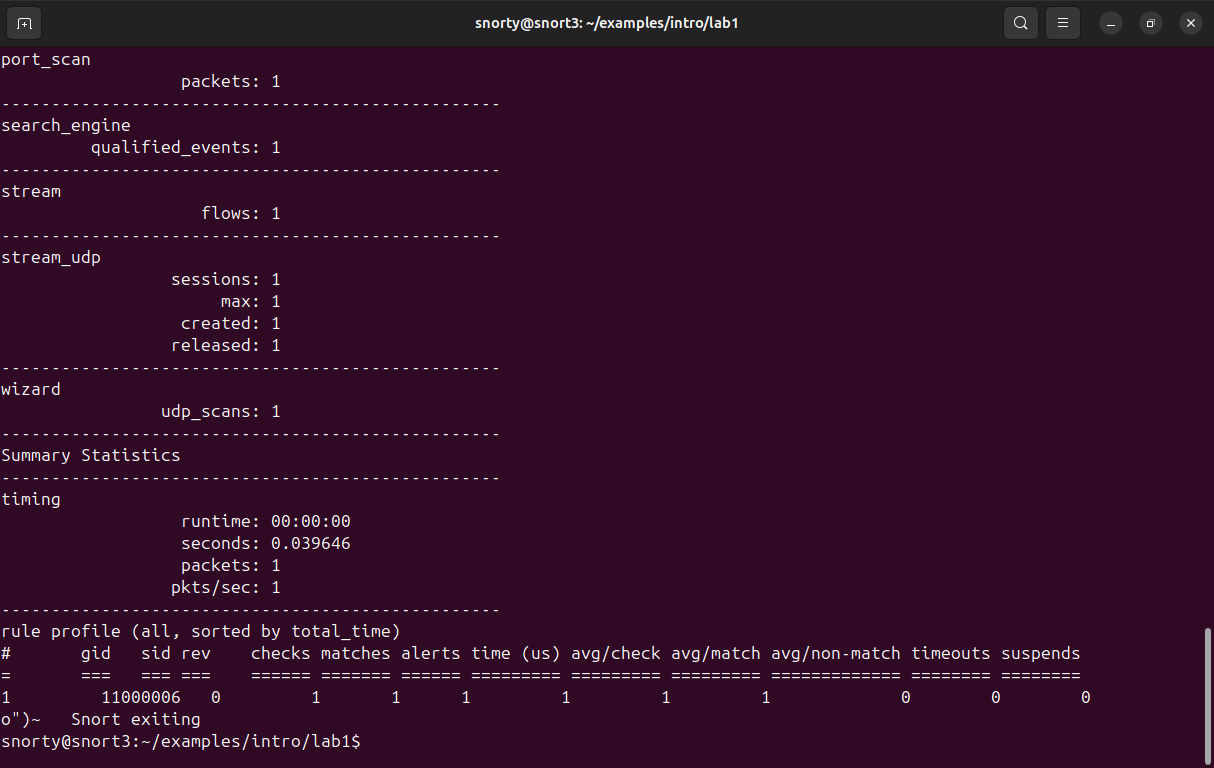 snorty@snort3: ~/examples/intro/lab1
port_scan
                  packets: 1
--------------------------------------------------
search_engine
         qualified_events: 1
--------------------------------------------------
stream
                    flows: 1
--------------------------------------------------
stream_udp
                 sessions: 1
                      max: 1
                  created: 1
                 released: 1
--------------------------------------------------
wizard
                udp_scans: 1
--------------------------------------------------
Summary Statistics
--------------------------------------------------
timing
                  runtime: 00:00:00
                  seconds: 0.039646
                  packets: 1
                 pkts/sec: 1
--------------------------------------------------
rule profile (all, sorted by total_time)
#       gid   sid rev    checks matches alerts time (us) avg/check avg/match avg/non-match timeouts suspends
=       ===   === ===    ====== ======= ====== ========= ========= ========= ============= ======== ========
1         11000006   0         1       1      1         1         1         1             0        0        0
o")~   Snort exiting
snorty@snort3:~/examples/intro/lab1$